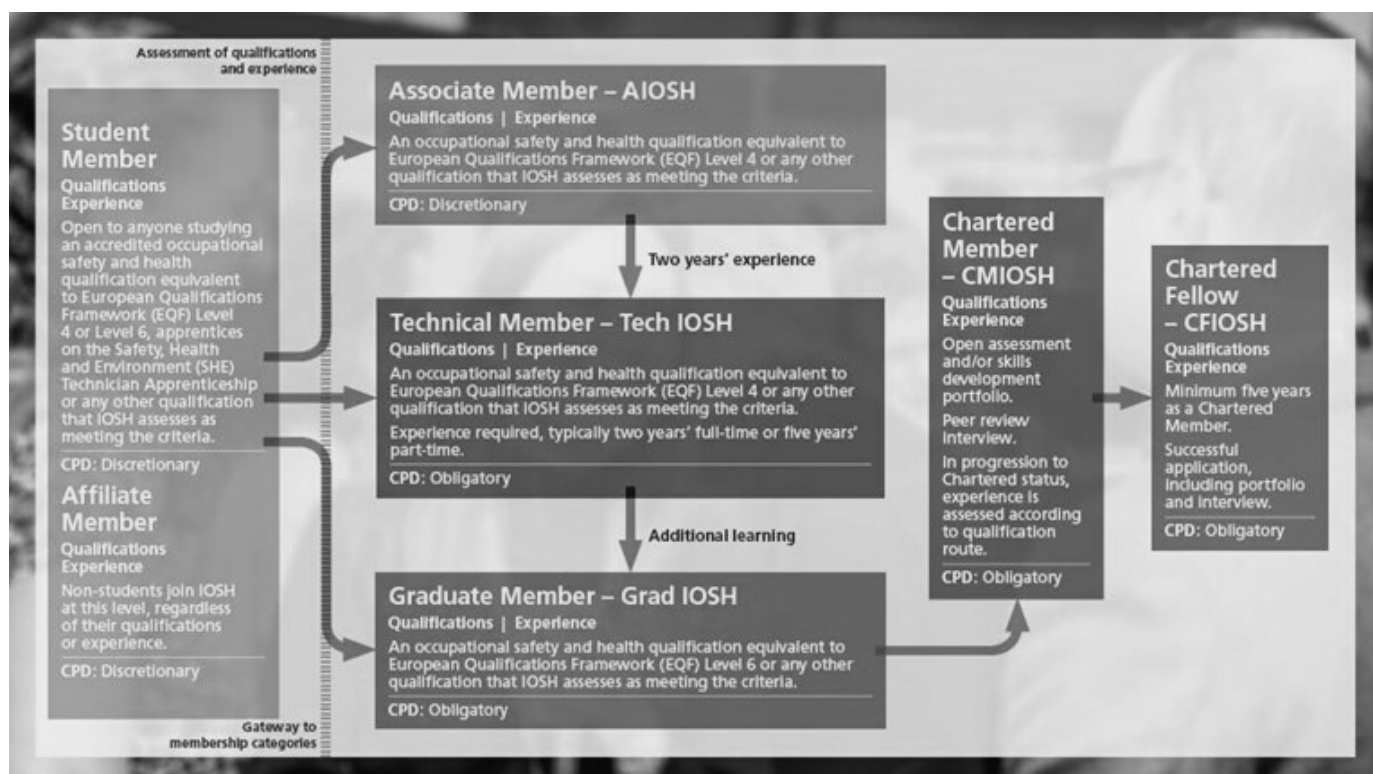 Assessment of qualifications
and experience
Student
Member
Qualifications
Experience
Open to anyone studying
an accredited occupational
safety and health
qualification equivalent
to European Qualifications
Framework (EQF) Level
4 or Level 6, apprentices
on the Safety, Health
and Environment (SHE)
Technician Apprenticeship
or any other qualification
that IOSH assesses as
meeting the criteria.
CPD: Discretionary
Affiliate
Member
Qualifications
Experience
Non-students join IOSH
at this level, regardless
of their qualifications
or experience.
CPD: Discretionary
Gateway to
membership categories
Associate Member – AIOSH
Qualifications | Experience
An occupational safety and health qualification equivalent to
European Qualifications Framework (EQF) Level 4 or any other
qualification that IOSH assesses as meeting the criteria.
CPD: Discretionary
Two years' experience
Technical Member – Tech IOSH
Qualifications | Experience
An occupational safety and health qualification equivalent to
European Qualifications Framework (EQF) Level 4 or any other
qualification that IOSH assesses as meeting the criteria.
Experience required, typically two years' full-time or five years'
part-time.
CPD: Obligatory
Additional learning
Graduate Member – Grad IOSH
Qualifications | Experience
An occupational safety and health qualification equivalent to
European Qualifications Framework (EQF) Level 6 or any other
qualification that IOSH assesses as meeting the criteria.
CPD: Obligatory
Chartered
Member
– CMIOSH
Qualifications
Experience
Open assessment
and/or skills
development
portfolio.
Peer review
interview.
In progression to
Chartered status,
experience is
assessed according
to qualification
route.
CPD: Obligatory
Chartered
Fellow
– CFIOSH
Qualifications
Experience
Minimum five years
as a Chartered
Member.
Successful
application,
including portfolio
and interview.
CPD: Obligatory